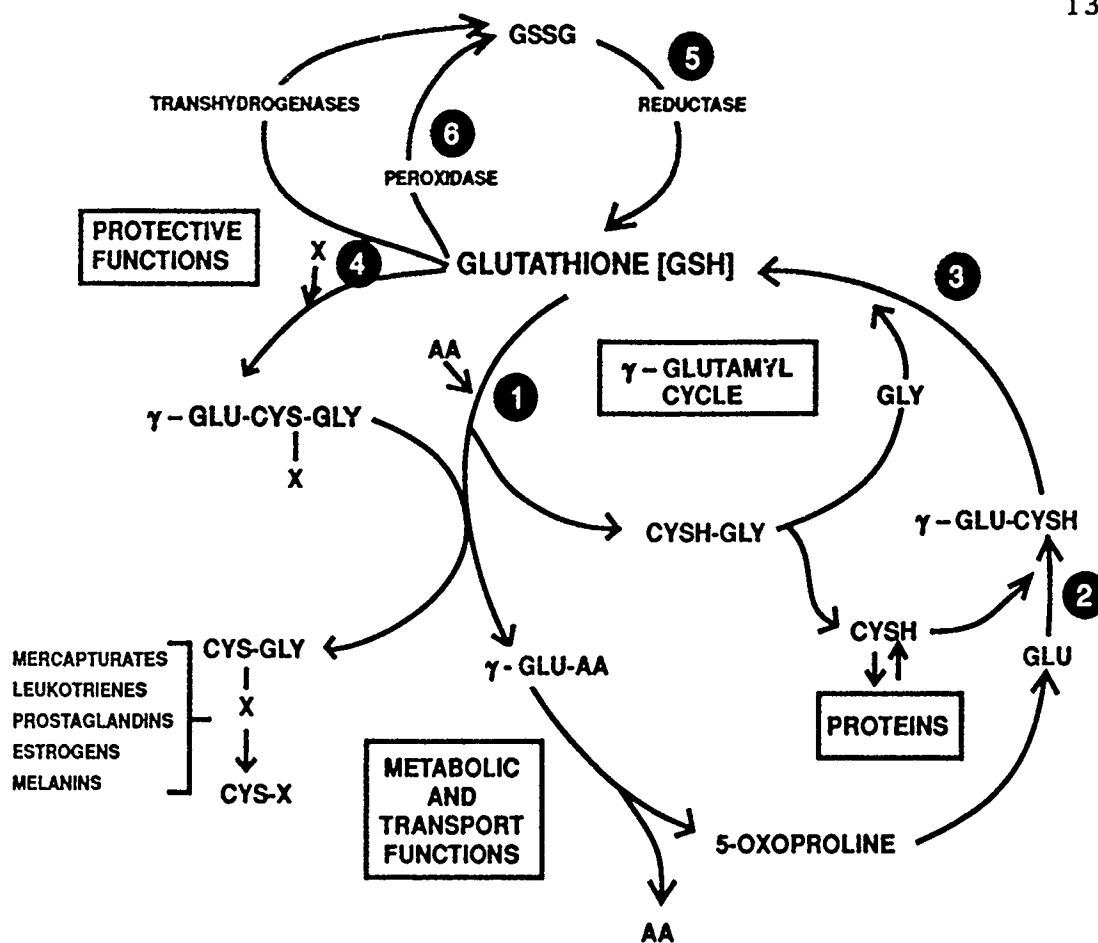 13
GSSG
5
TRANSHYDROGENASES
REDUCTASE
6
PEROXIDASE
PROTECTIVE
FUNCTIONS
X
4
GLUTATHIONE [GSH]
3
AA
1
γ – GLUTAMYL
CYCLE
GLY
γ – GLU-CYS-GLY
X
CYSH-GLY
γ – GLU-CYSH
2
CYSH
GLU
PROTEINS
MERCAPTURATES
LEUKOTRIENES
PROSTAGLANDINS
ESTROGENS
MELANINS
CYS-GLY
X
CYS-X
γ - GLU-AA
METABOLIC
AND
TRANSPORT
FUNCTIONS
5-OXOPROLINE
AA